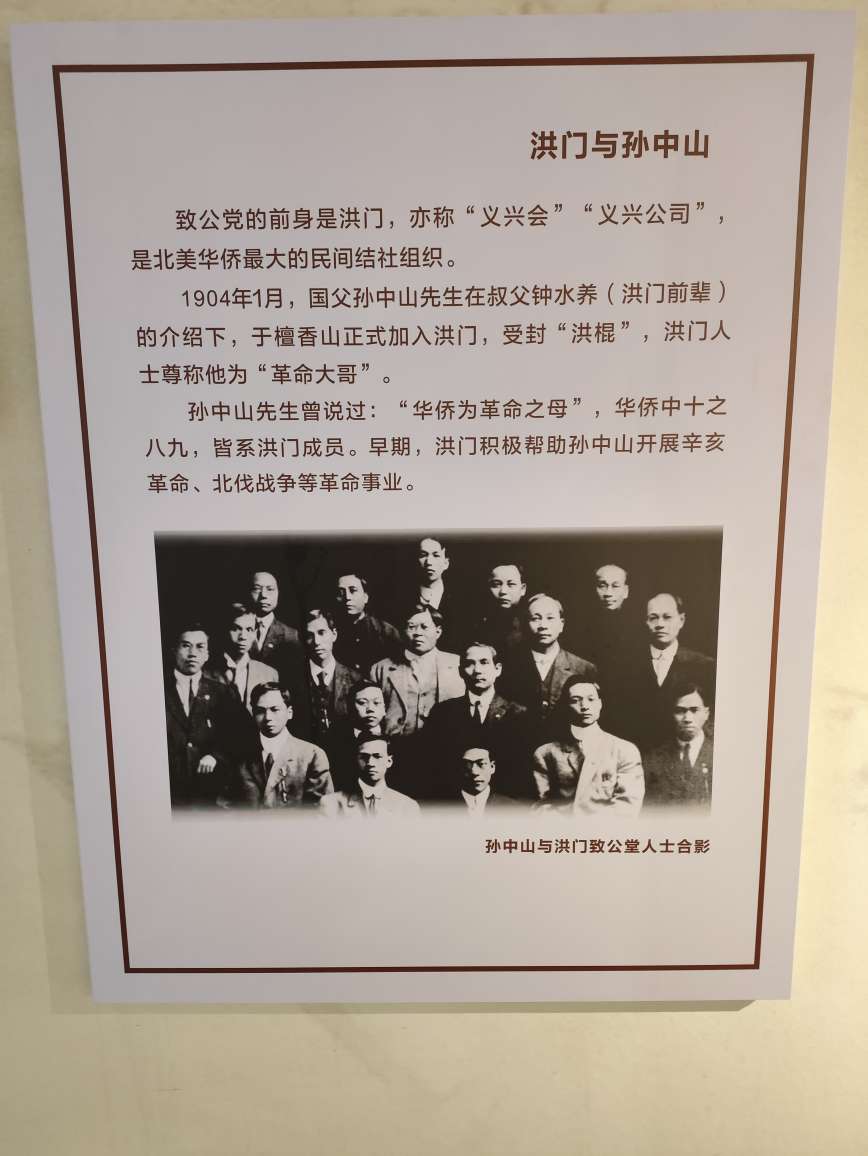 洪门与孙中山
致公党的前身是洪门，亦称“义兴会”“义兴公司”，
是北美华侨最大的民间结社组织。
1904年1月，国父孙中山先生在叔父钟水养（洪门前辈）
的介绍下，于檀香山正式加入洪门，受封“洪棍”，洪门人
士尊称他为“革命大哥”。
孙中山先生曾说过：“华侨为革命之母”，华侨中十之
八九，皆系洪门成员。早期，洪门积极帮助孙中山开展辛亥
革命、北伐战争等革命事业。
孙中山与洪门致公堂人士合影